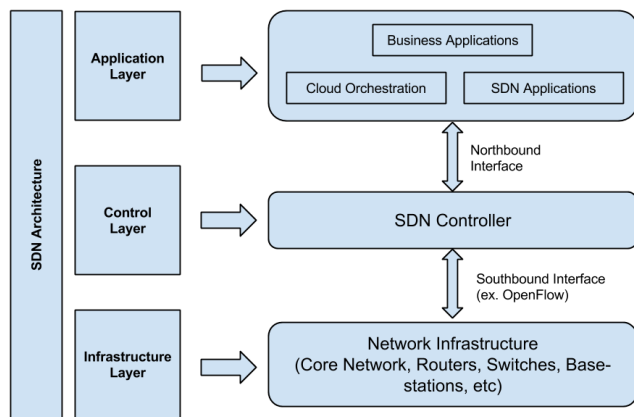 SDN Architecture
Application
Layer
Business Applications
Cloud Orchestration
SDN Applications
Northbound
Interface
Control
Layer
SDN Controller
Southbound Interface
(ex. OpenFlow)
Infrastructure
Layer
Network Infrastructure
(Core Network, Routers, Switches, Base-
stations, etc)